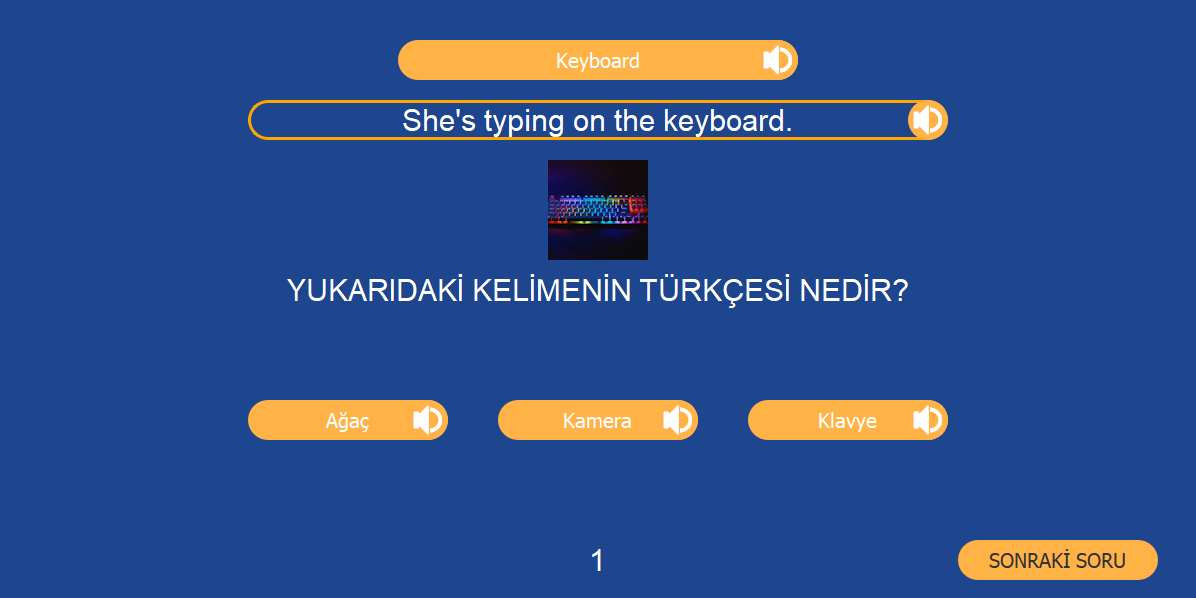 Keyboard
She's typing on the keyboard.
YUKARIDAKİ KELİMENİN TÜRKÇESİ NEDİR?
Ağaç
Kamera
Klavye
1
SONRAKİ SORU